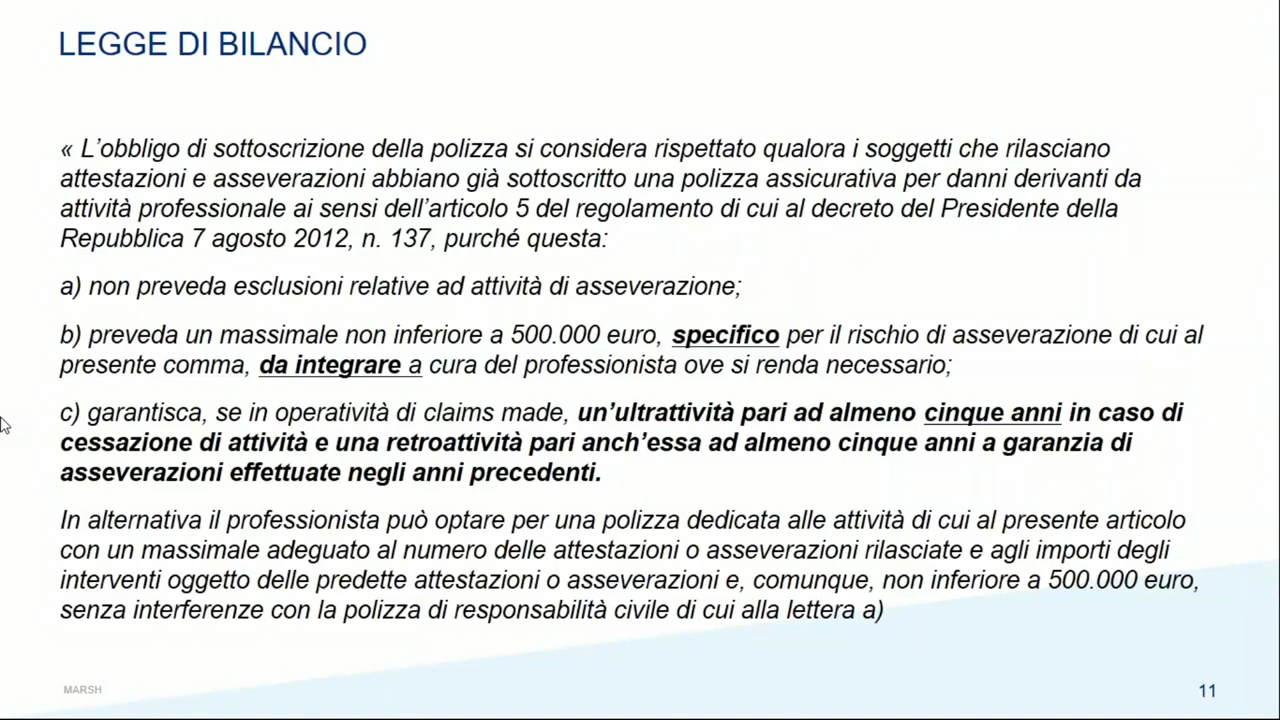 LEGGE DI BILANCIO
« L’obbligo di sottoscrizione della polizza si considera rispettato qualora i soggetti che rilasciano
attestazioni e asseverazioni abbiano già sottoscritto una polizza assicurativa per danni derivanti da
attività professionale ai sensi dell’articolo 5 del regolamento di cui al decreto del Presidente della
Repubblica 7 agosto 2012, n. 137, purché questa:
a) non preveda esclusioni relative ad attività di asseverazione;
b) preveda un massimale non inferiore a 500.000 euro, specifico per il rischio di asseverazione di cui al
presente comma, da integrare a cura del professionista ove si renda necessario;
c) garantisca, se in operatività di claims made, un’ultrattività pari ad almeno cinque anni in caso di
cessazione di attività e una retroattività pari anch’essa ad almeno cinque anni a garanzia di
asseverazioni effettuate negli anni precedenti.
In alternativa il professionista può optare per una polizza dedicata alle attività di cui al presente articolo
con un massimale adeguato al numero delle attestazioni o asseverazioni rilasciate e agli importi degli
interventi oggetto delle predette attestazioni o asseverazioni e, comunque, non inferiore a 500.000 euro,
senza interferenze con la polizza di responsabilità civile di cui alla lettera a)
MARSH
11